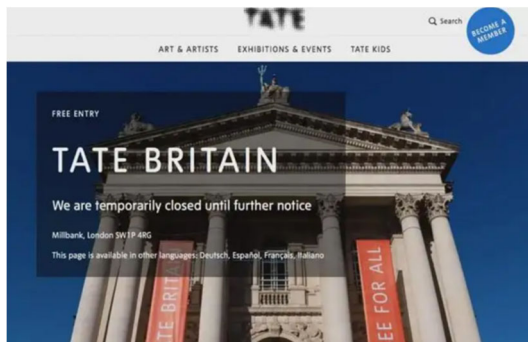 TATE
Search
BECOME A
MEMBER
ART & ARTISTS EXHIBITIONS & EVENTS TATE KIDS
FREE ENTRY
TATE BRITAIN
We are temporarily closed until further notice
Millbank, London SW1P 4RG
This page is available in other languages: Deutsch, Español, Français, Italiano
TE BRITAIN
EE FOR ALL